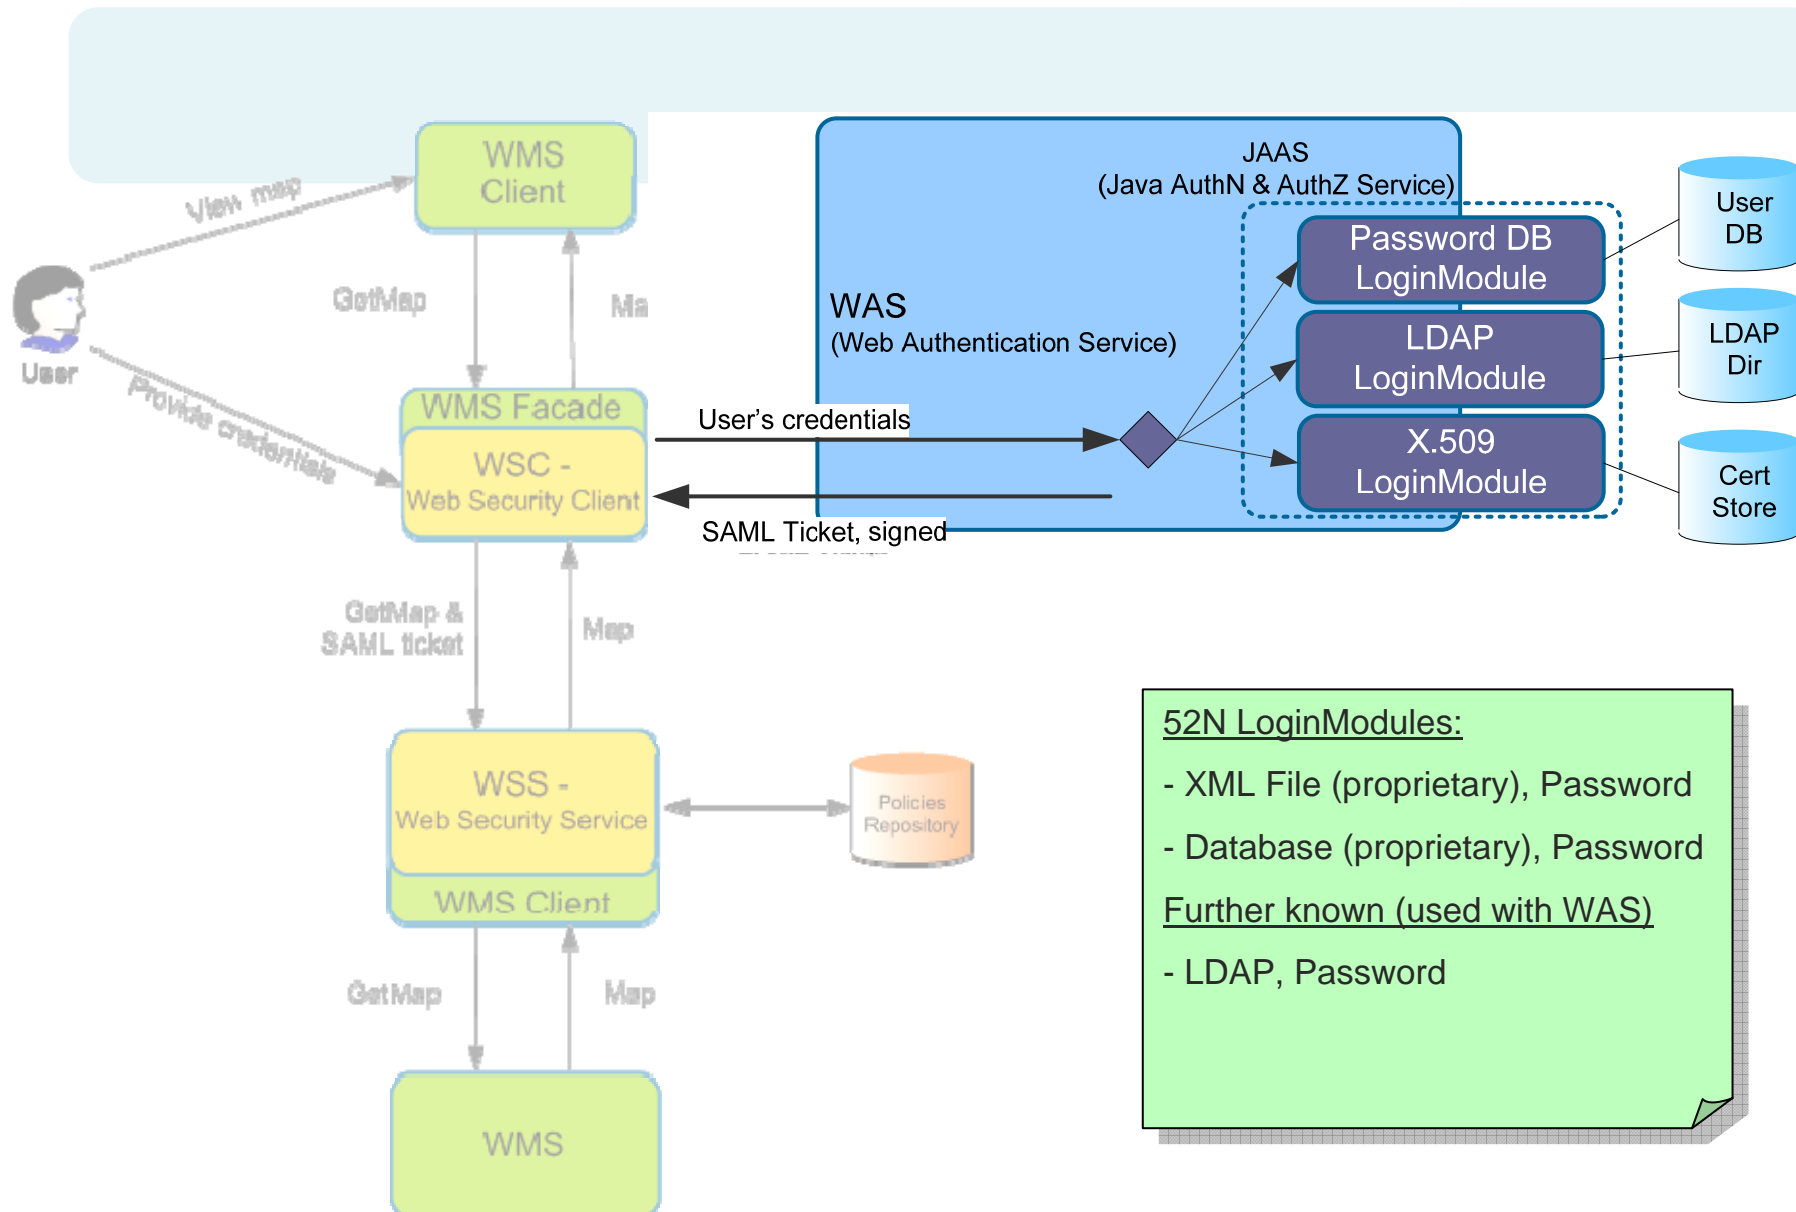 WMS
Client
View map
GetMap
User
Provide credentials
WMS Facade
WSC -
Web Security Client
JAAS
(Java AuthN & AuthZ Service)
WAS
(Web Authentication Service)
Password DB
LoginModule
LDAP
LoginModule
X.509
LoginModule
User
DB
LDAP
Dir
Cert
Store
User's credentials
SAML Ticket, signed
GetMap &
SAML ticket
Map
WSS -
Web Security Service
WMS Client
Policies
Repository
GetMap
Map
WMS
52N LoginModules:
- XML File (proprietary), Password
- Database (proprietary), Password
Further known (used with WAS)
- LDAP, Password